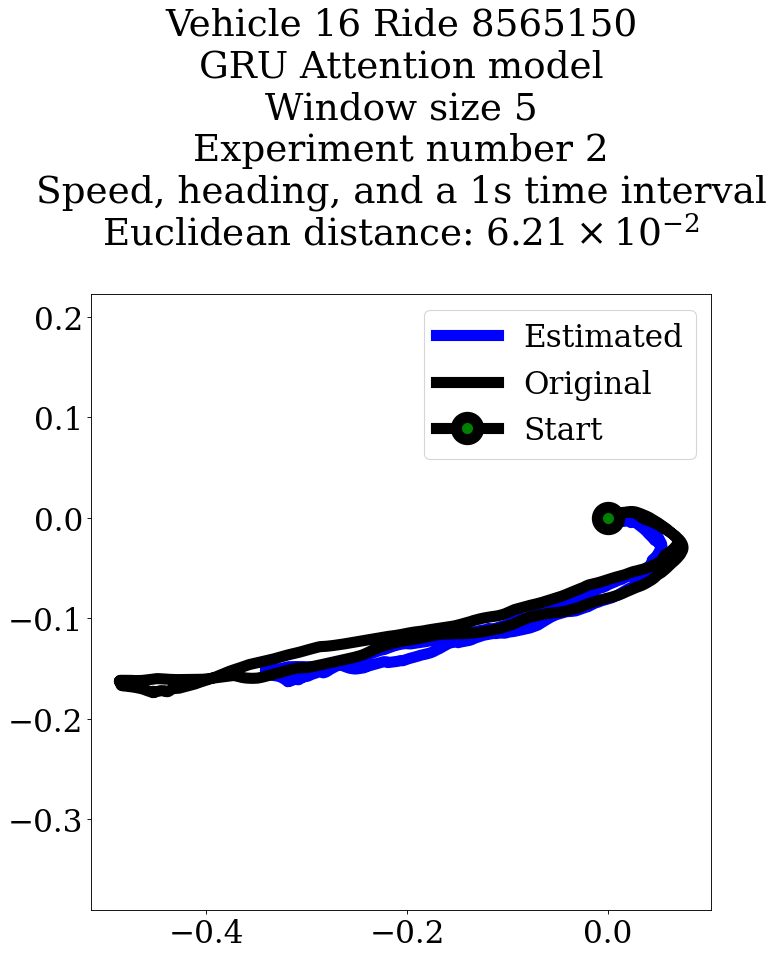 Vehicle 16 Ride 8565150
GRU Attention model
Window size 5
Experiment number 2
Speed, heading, and a 1s time interval
Euclidean distance: 6.21 × 10⁻²
0.2
0.1
0.0
−0.1
−0.2
−0.3
Estimated
Original
Start
−0.4
−0.2
0.0